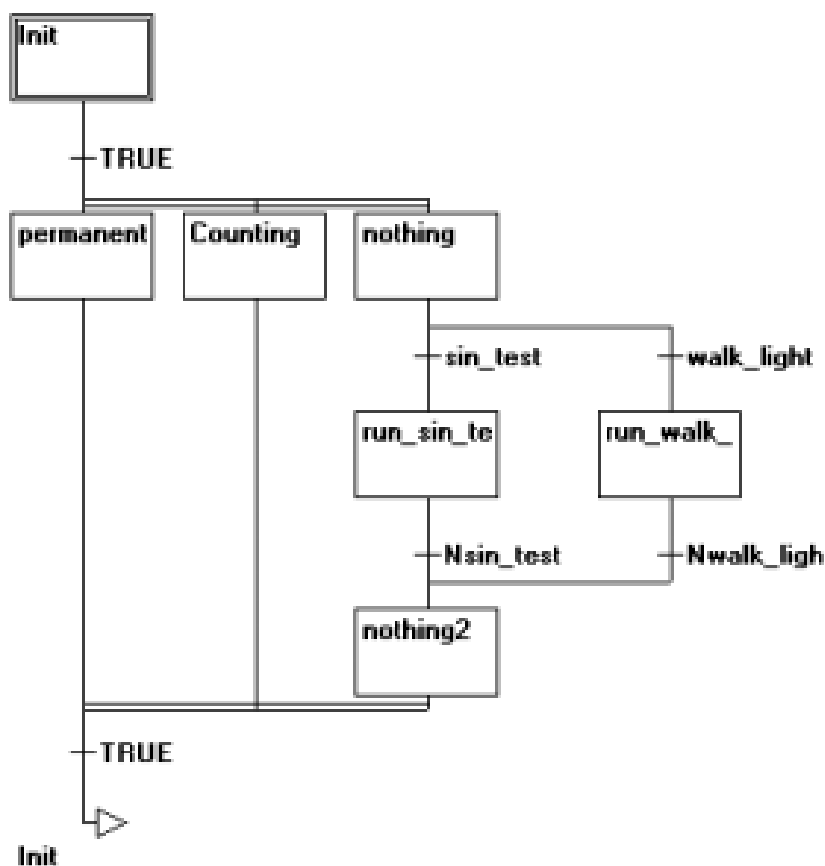 Init
TRUE
permanent Counting nothing
sin_test walk_light
run_sin_te run_walk_
Nsin_test Nwalk_ligh
nothing2
TRUE
Init